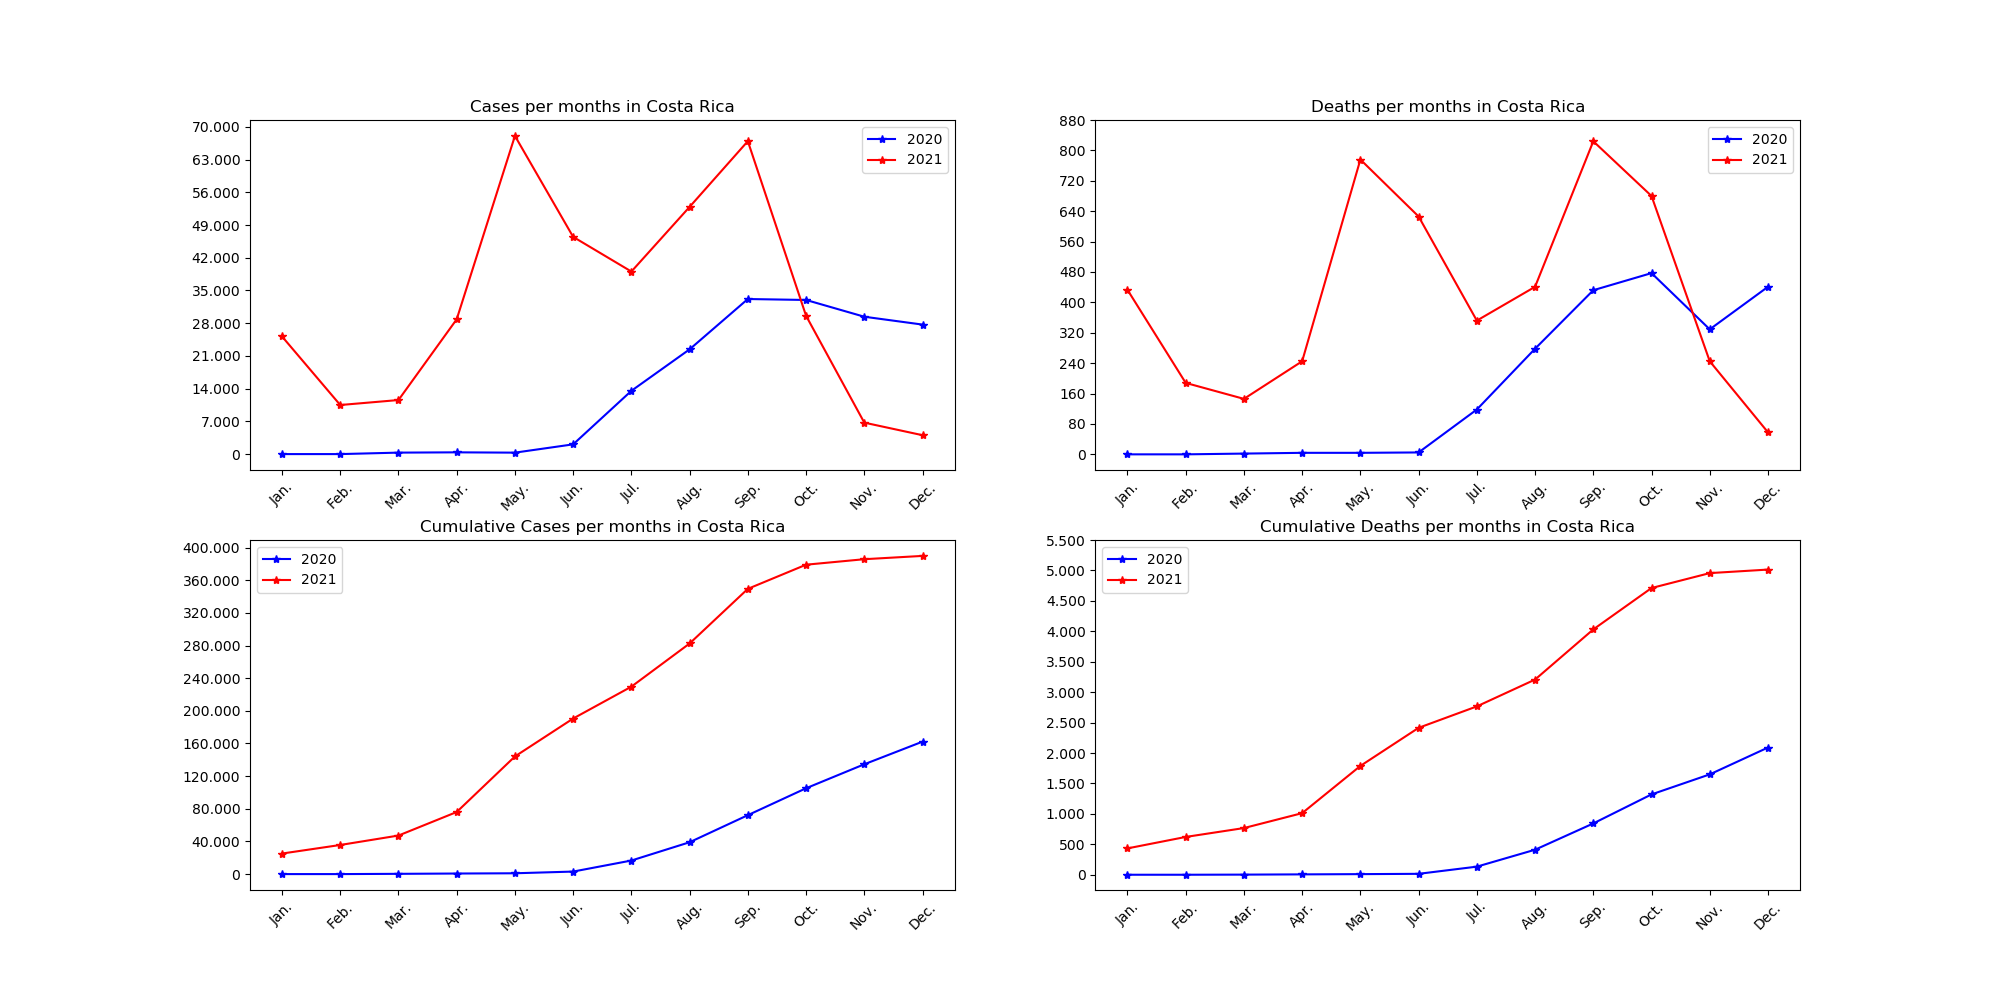 Cases per months in Costa Rica
70.000
63.000
56.000
49.000
42.000
35.000
28.000
21.000
14.000
7.000
0
2020
2021
Jan.
Feb.
Mar.
Apr.
May.
Jun.
Jul.
Aug.
Sep.
Oct.
Nov.
Dec.
Deaths per months in Costa Rica
880
800
720
640
560
480
400
320
240
160
80
0
2020
2021
Jan.
Feb.
Mar.
Apr.
May.
Jun.
Jul.
Aug.
Sep.
Oct.
Nov.
Dec.
Cumulative Cases per months in Costa Rica
400.000
360.000
320.000
280.000
240.000
200.000
160.000
120.000
80.000
40.000
0
2020
2021
Jan.
Feb.
Mar.
Apr.
May.
Jun.
Jul.
Aug.
Sep.
Oct.
Nov.
Dec.
Cumulative Deaths per months in Costa Rica
5.500
5.000
4.500
4.000
3.500
3.000
2.500
2.000
1.500
1.000
500
0
2020
2021
Jan.
Feb.
Mar.
Apr.
May.
Jun.
Jul.
Aug.
Sep.
Oct.
Nov.
Dec.